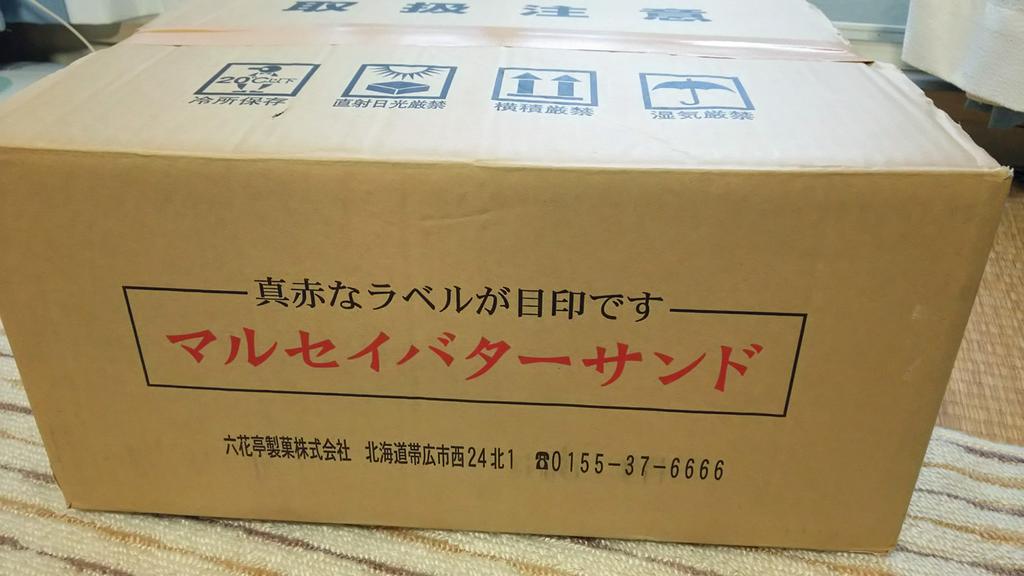 取扱注意
20℃以下
冷所保存
直射日光厳禁
横積厳禁
湿気厳禁
真赤なラベルが目印です
マルセイバターサンド
六花亭製菓株式会社 北海道帯広市西24北1 ☎0155-37-6666